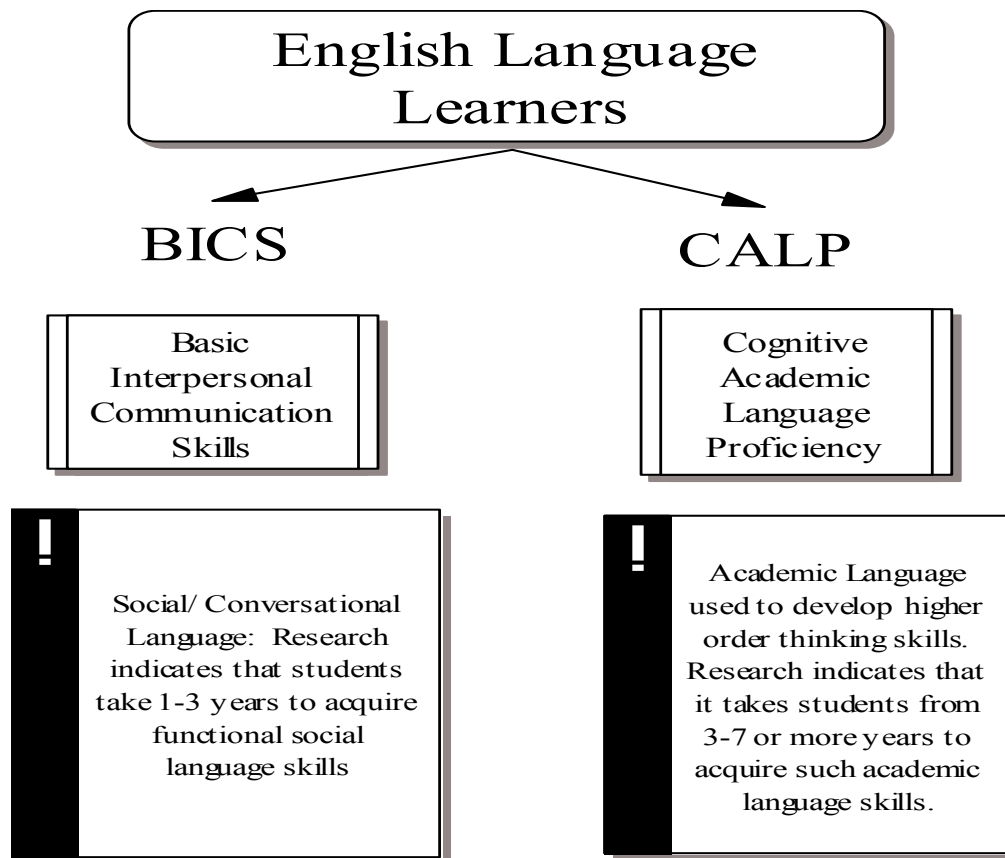 English Language
Learners
BICS
CALP
Basic
Interpersonal
Communication
Skills
Cognitive
Academic
Language
Proficiency
!
Social/ Conversational
Language: Research
indicates that students
take 1-3 years to acquire
functional social
language skills
!
Academic Language
used to develop higher
order thinking skills.
Research indicates that
it takes students from
3-7 or more years to
acquire such academic
language skills.